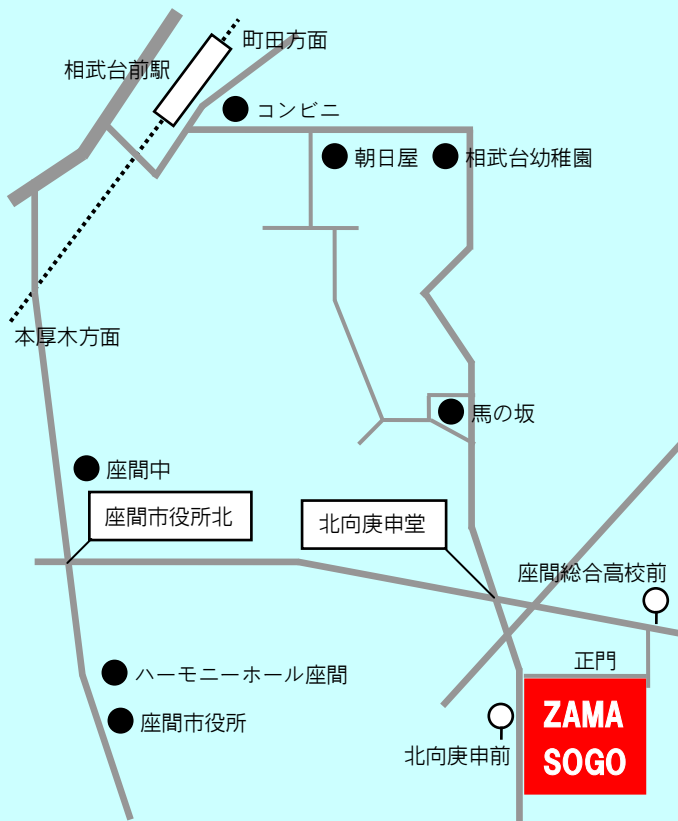 町田方面
相武台前駅
コンビニ
朝日屋
相武台幼稚園
本厚木方面
馬の坂
座間中
座間市役所北
北向庚申堂
座間総合高校前
正門
ハーモニーホール座間
座間市役所
北向庚申前
ZAMA
SOGO